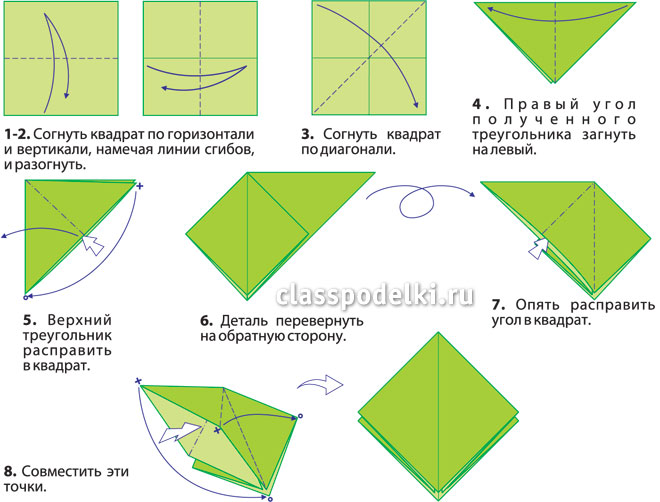 1-2. Согнуть квадрат по горизонтали
и вертикали, намечая линии сгибов,
и разогнуть.
3. Согнуть квадрат
по диагонали.
4. Правый угол
полученного
треугольника загнуть
на левый.
5. Верхний
треугольник
расправить
в квадрат.
6. Деталь перевернуть
на обратную сторону.
classpodelki.ru
7. Опять расправить
угол в квадрат.
8. Совместить эти
точки.